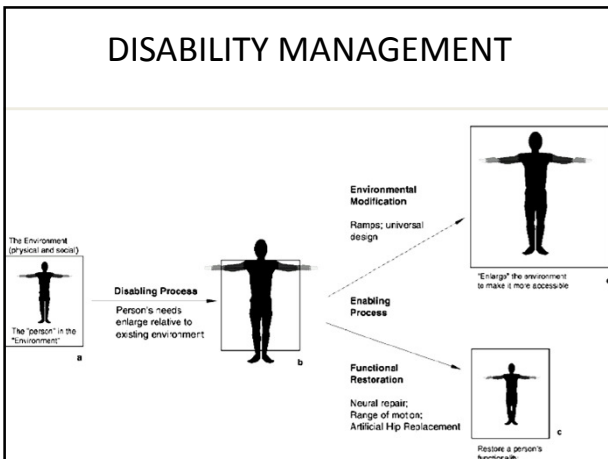 DISABILITY MANAGEMENT
The Environment
(physical and social)
The "person" in the
"Environment"
a
Disabling Process
Person's needs
enlarge relative to
existing environment
b
Environmental
Modification
Ramps; universal
design
Enabling
Process
Functional
Restoration
Neural repair;
Range of motion;
Artificial Hip Replacement
"Enlarge" the environment
to make it more accessible
c
Restore a person's
functionality